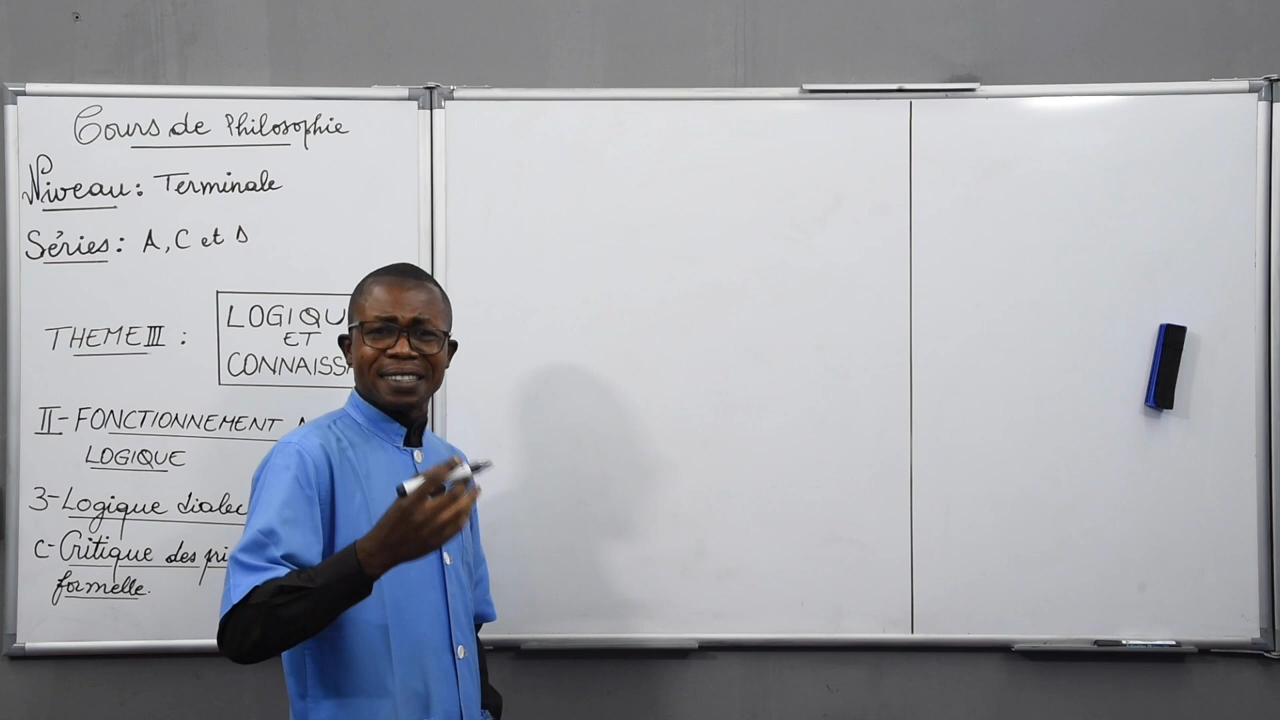 Cours de Philosophie
Niveau : Terminale
Séries : A, C et D
THEME III :
LOGIQU
ET
CONNAISS
II- FONCTIONNEMENT
LOGIQUE
3- Logique dialec
c- Critique des pri
formelle.